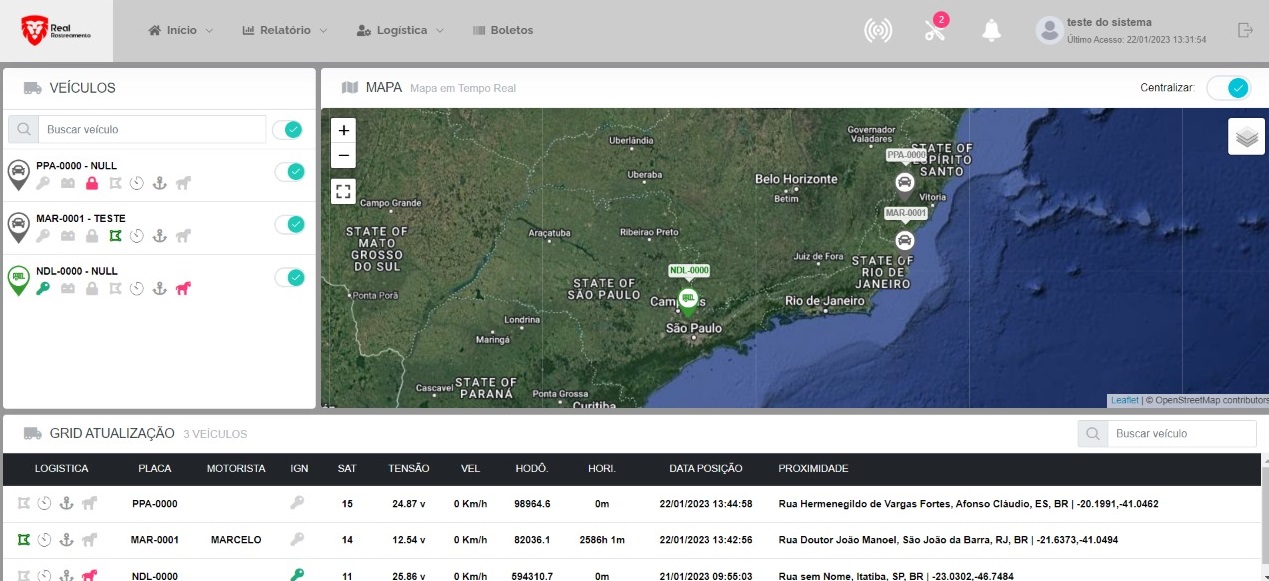 Real
Rastreamento
Início
Relatório
Logística
Boletos
2
teste do sistema
Último Acesso: 22/01/2023 13:31:54
VEÍCULOS
Buscar veículo
PPA-0000 - NULL
MAR-0001 - TESTE
NDL-0000 - NULL
MAPA Mapa em Tempo Real
Centralizar:
+
−
Governador
Valadares
Uberlândia
PPA-0000
STATE OF
ESPÍRITO
SANTO
Uberaba
Belo Horizonte
Betim
Vitoria
Campo Grande
MAR-0001
STATE OF
MATO
GROSSO
DO SUL
Araçatuba
Ribeirao Preto
Juiz de Fora
STATE OF
RIO DE
JANEIRO
NDL-0000
STATE OF
SÃO PAULO
Ponta Porã
Rio de Janeiro
Londrina
São Paulo
Maringá
Cascavel
STATE OF
PARANÁ
Ponta Grossa
Curitiba
Leaflet | © OpenStreetMap contributors
GRID ATUALIZAÇÃO 3 VEÍCULOS
Buscar veículo
LOGISTICA PLACA MOTORISTA IGN SAT TENSÃO VEL HODÔ. HORI. DATA POSIÇÃO PROXIMIDADE
PPA-0000 15 24.87 v 0 Km/h 98964.6 0m 22/01/2023 13:44:58 Rua Hermenegildo de Vargas Fortes, Afonso Cláudio, ES, BR | -20.1991,-41.0462
MAR-0001 MARCELO 14 12.54 v 0 Km/h 82036.1 2586h 1m 22/01/2023 13:42:56 Rua Doutor João Manoel, São João da Barra, RJ, BR | -21.6373,-41.0494
NDL-0000 11 25.86 v 0 Km/h 594310.7 0m 21/01/2023 09:55:03 Rua sem Nome, Itatiba, SP, BR | -23.0302,-46.7484